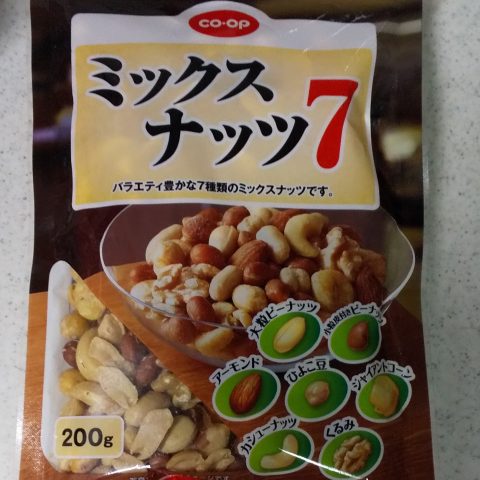 CO-OP
ミックス
ナッツ7
バラエティ豊かな7種類のミックスナッツです。
大粒ピーナッツ
小粒皮付きピーナッツ
アーモンド
ひよこ豆
ジャイアントコーン
カシューナッツ
くるみ
200g